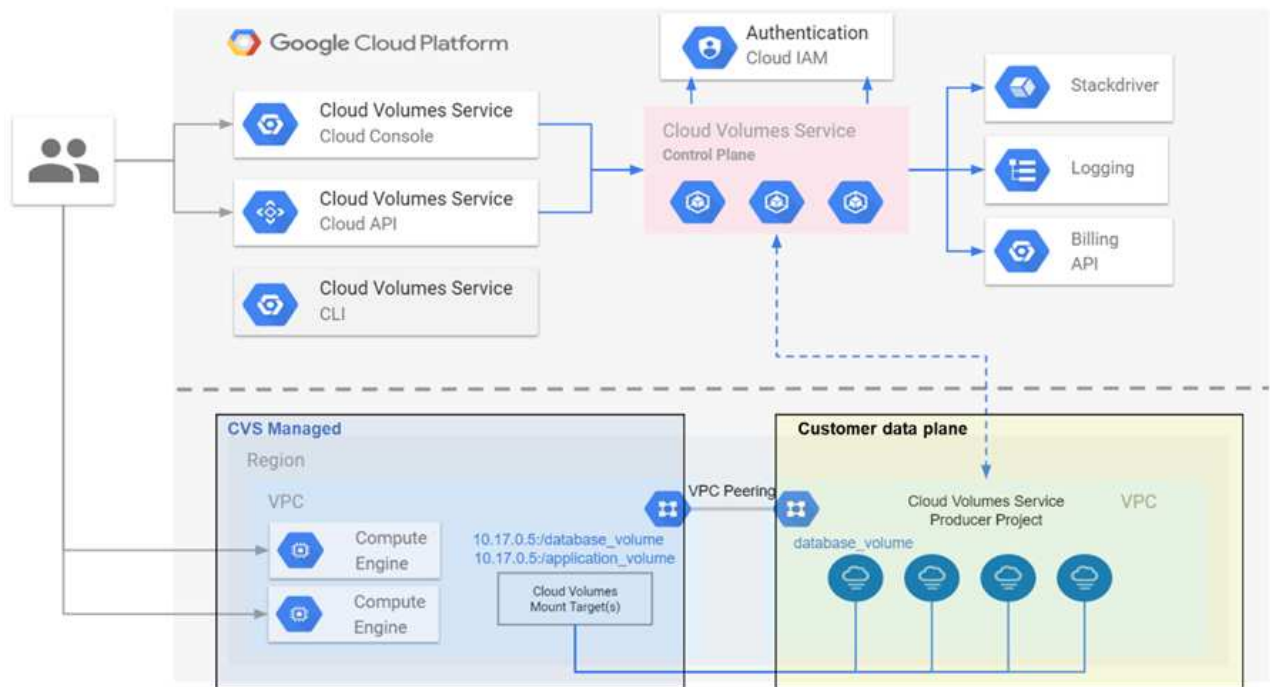 Google Cloud Platform
Authentication
Cloud IAM
Cloud Volumes Service
Cloud Console
Cloud Volumes Service
Cloud API
Cloud Volumes Service
CLI
Cloud Volumes Service
Control Plane
Stackdriver
Logging
Billing
API
CVS Managed
Region
VPC
Compute
Engine
Compute
Engine
10.17.0.5:/database_volume
10.17.0.5:/application_volume
Cloud Volumes
Mount Target(s)
VPC Peering
Customer data plane
Cloud Volumes Service
Producer Project
VPC
database_volume